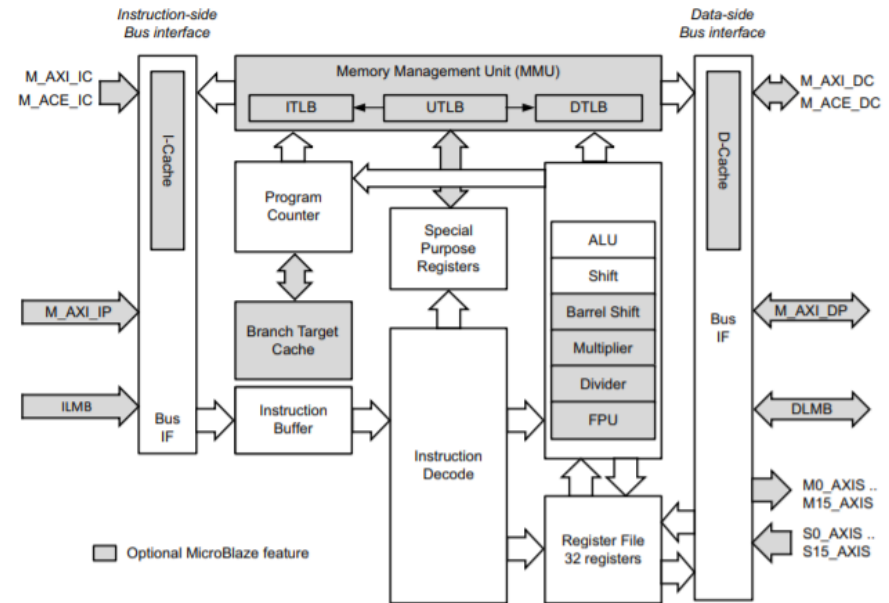 Instruction-side
Bus interface
Data-side
Bus interface
M_AXI_IC
M_ACE_IC
Memory Management Unit (MMU)
ITLB
UTLB
DTLB
M_AXI_DC
M_ACE_DC
I-Cache
D-Cache
Program
Counter
Special
Purpose
Registers
ALU
Shift
Barrel Shift
Multiplier
Divider
FPU
M_AXI_IP
Branch Target
Cache
Bus
IF
M_AXI_DP
ILMB
Bus
IF
Instruction
Buffer
Instruction
Decode
DLMB
M0_AXIS ..
M15_AXIS
S0_AXIS ..
S15_AXIS
Register File
32 registers
Optional MicroBlaze feature